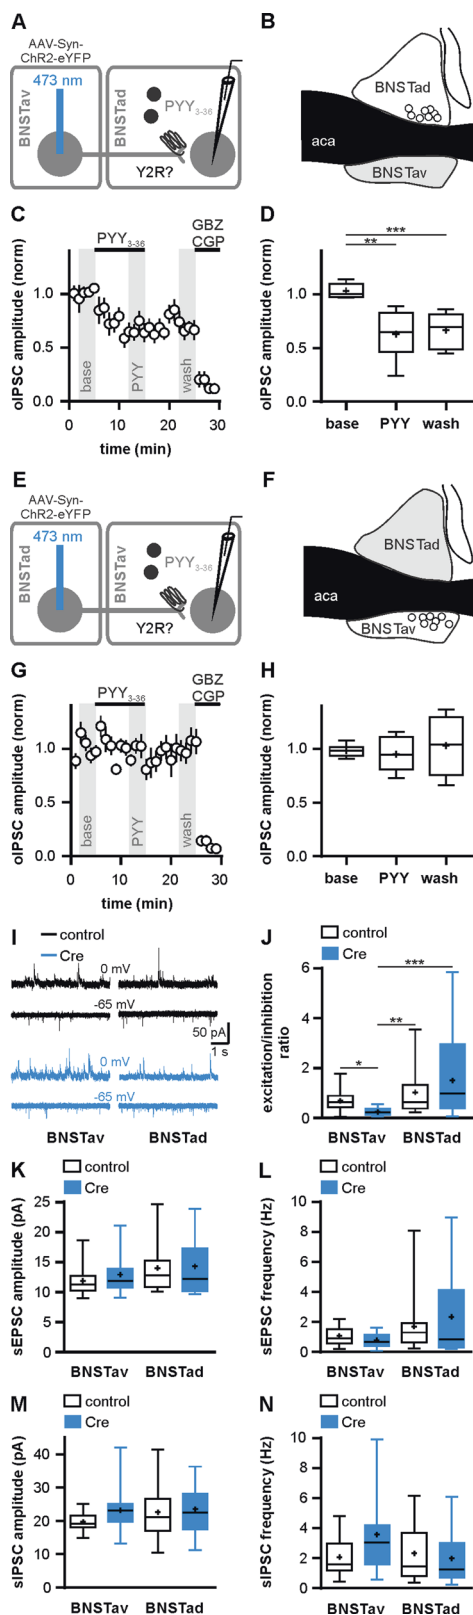 A
AAV-Syn-
ChR2-eYFP
473 nm
BNSTav
BNSTad
PYY3-36
Y2R?
B
BNSTad
aca
BNSTav
C
PYY3-36
GBZ
CGP
oIPSC amplitude (norm)
1.0
0.5
0.0
base
PYY
wash
0 10 20 30
time (min)
D
***
**
oIPSC amplitude (norm)
1.0
0.5
0.0
base PYY wash
E
AAV-Syn-
ChR2-eYFP
473 nm
BNSTad
BNSTav
PYY3-36
Y2R?
F
BNSTad
aca
BNSTav
G
PYY3-36
GBZ
CGP
oIPSC amplitude (norm)
1.0
0.5
0.0
base
PYY
wash
0 10 20 30
time (min)
H
oIPSC amplitude (norm)
1.0
0.5
0.0
base PYY wash
I
control
Cre
0 mV
-65 mV
50 pA
1 s
0 mV
-65 mV
BNSTav BNSTad
J
control
Cre
***
**
*
excitation/inhibition
ratio
6
4
2
0
BNSTav BNSTad
K
control
Cre
sEPSC amplitude (pA)
25
20
15
10
5
0
BNSTav BNSTad
L
control
Cre
sEPSC frequency (Hz)
10
8
6
4
2
0
BNSTav BNSTad
M
control
Cre
sIPSC amplitude (pA)
40
30
20
10
0
BNSTav BNSTad
N
control
Cre
sIPSC frequency (Hz)
10
8
6
4
2
0
BNSTav BNSTad